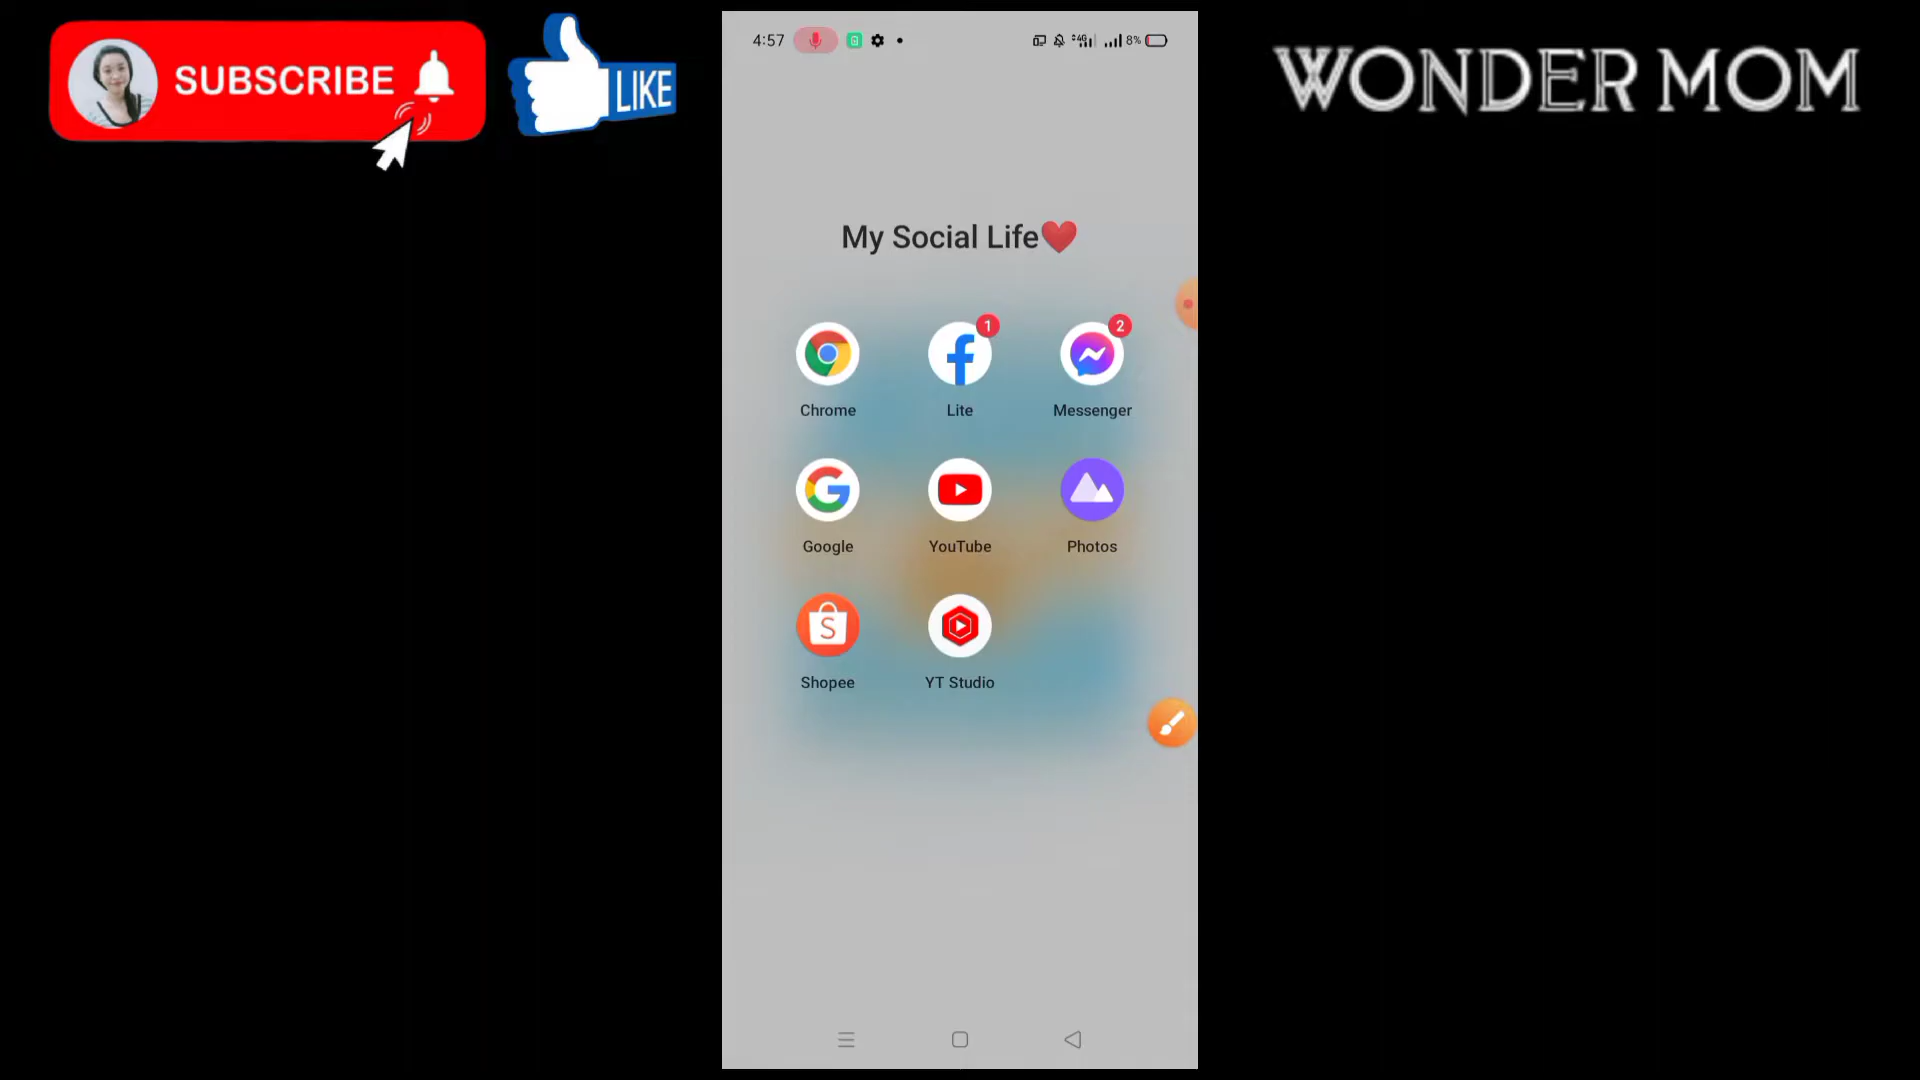 SUBSCRIBE
LIKE
WONDER MOM
4:57
4G
8%
My Social Life❤️
1
2
Chrome
Lite
Messenger
Google
YouTube
Photos
Shopee
YT Studio